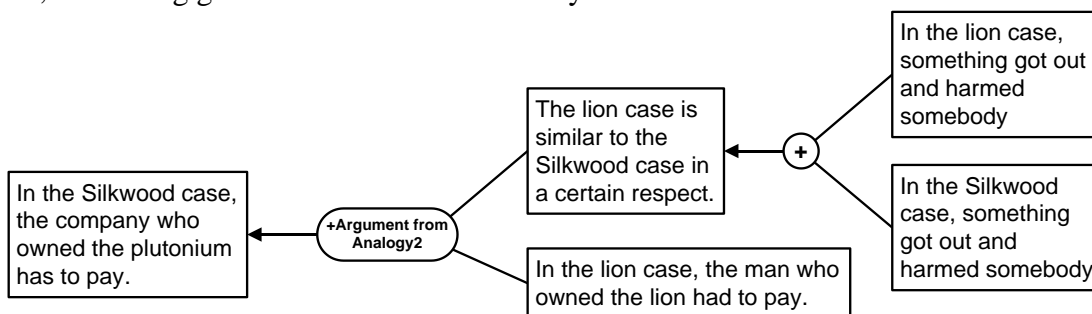 In the Silkwood case,
the company who
owned the plutonium
has to pay.
+Argument from
Analogy2
The lion case is
similar to the
Silkwood case in
a certain respect.
In the lion case, the man who
owned the lion had to pay.
+
In the lion case,
something got out
and harmed
somebody
In the Silkwood
case, something
got out and
harmed somebody